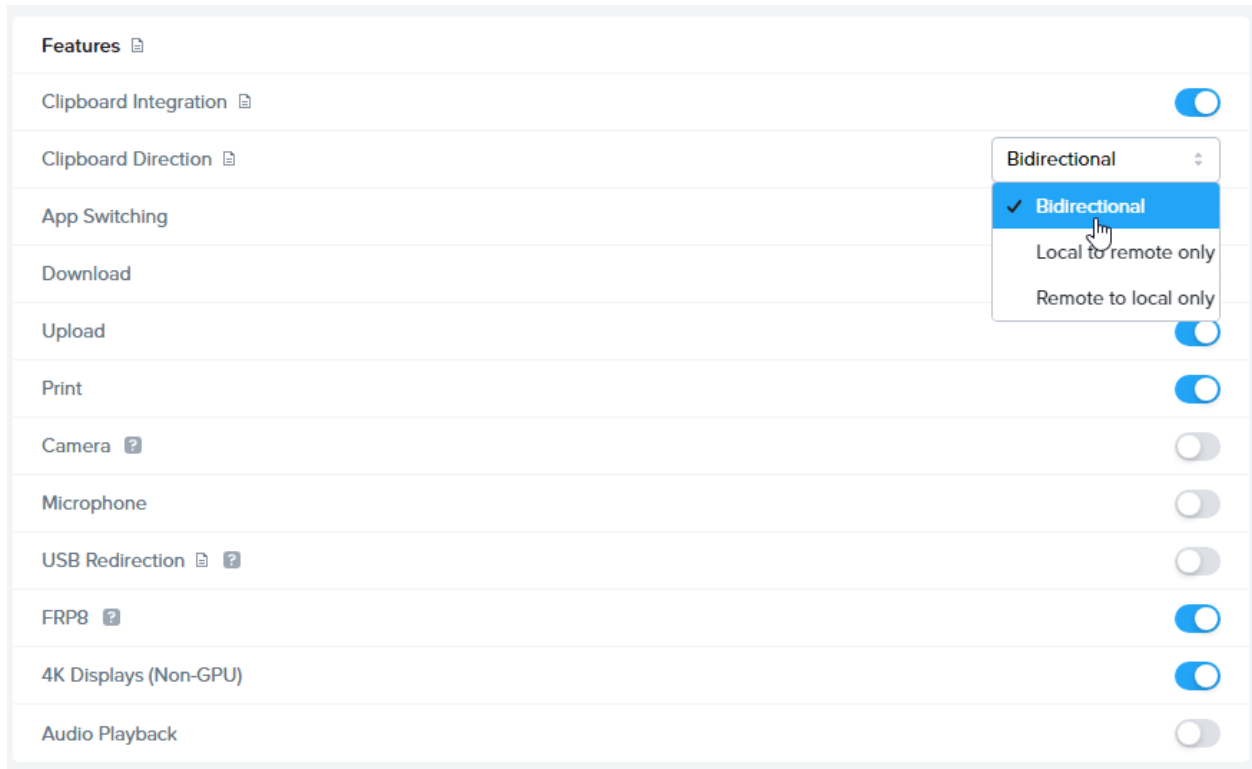 Features
Clipboard Integration
Clipboard Direction
Bidirectional
✓ Bidirectional
App Switching
Local to remote only
Download
Remote to local only
Upload
Print
Camera ?
Microphone
USB Redirection ?
FRP8 ?
4K Displays (Non-GPU)
Audio Playback